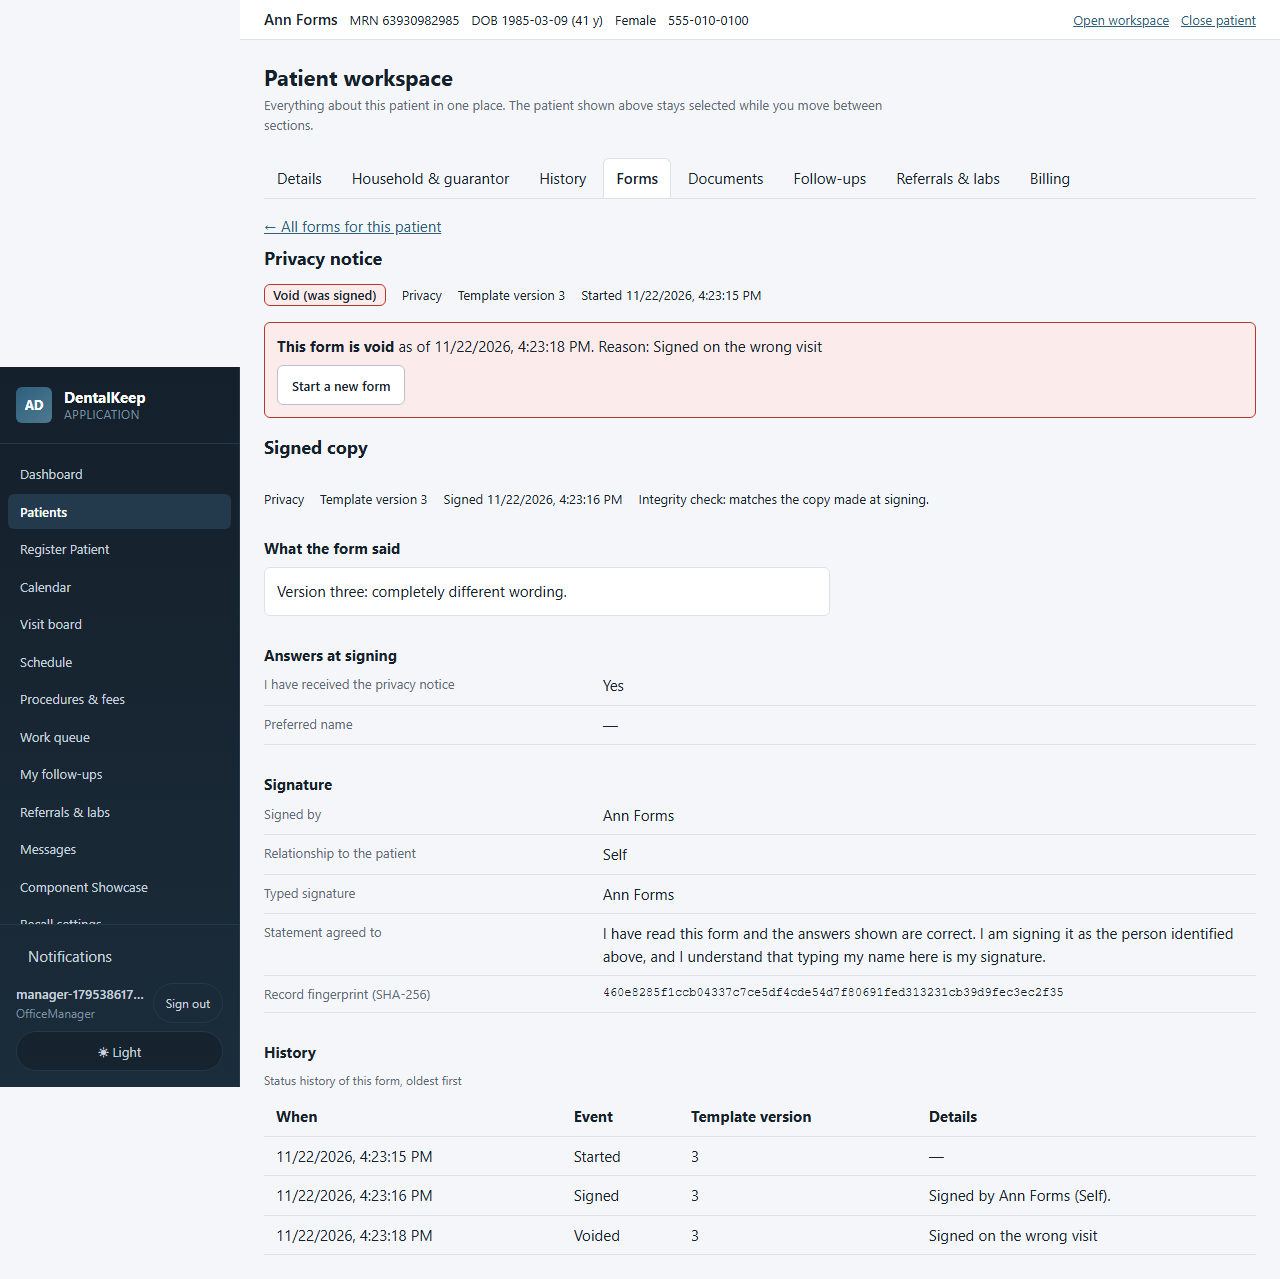 Ann Forms MRN 63930982985 DOB 1985-03-09 (41 y) Female 555-010-0100 Open workspace Close patient
Patient workspace
Everything about this patient in one place. The patient shown above stays selected while you move between
sections.
Details Household & guarantor History Forms Documents Follow-ups Referrals & labs Billing
← All forms for this patient
Privacy notice
Void (was signed) Privacy Template version 3 Started 11/22/2026, 4:23:15 PM
This form is void as of 11/22/2026, 4:23:18 PM. Reason: Signed on the wrong visit
Start a new form
Signed copy
Privacy Template version 3 Signed 11/22/2026, 4:23:16 PM Integrity check: matches the copy made at signing.
What the form said
Version three: completely different wording.
Answers at signing
I have received the privacy notice Yes
Preferred name —
Signature
Signed by Ann Forms
Relationship to the patient Self
Typed signature Ann Forms
Statement agreed to I have read this form and the answers shown are correct. I am signing it as the person identified
above, and I understand that typing my name here is my signature.
Record fingerprint (SHA-256) 460e8285f1ccb04337c7ce5df4cde54d7f80691fed313231cb39d9fec3ec2f35
History
Status history of this form, oldest first
When Event Template version Details
11/22/2026, 4:23:15 PM Started 3 —
11/22/2026, 4:23:16 PM Signed 3 Signed by Ann Forms (Self).
11/22/2026, 4:23:18 PM Voided 3 Signed on the wrong visit
AD
DentalKeep
APPLICATION
Dashboard
Patients
Register Patient
Calendar
Visit board
Schedule
Procedures & fees
Work queue
My follow-ups
Referrals & labs
Messages
Component Showcase
Recall settings
Notifications
manager-179538617...
OfficeManager
Sign out
☀ Light